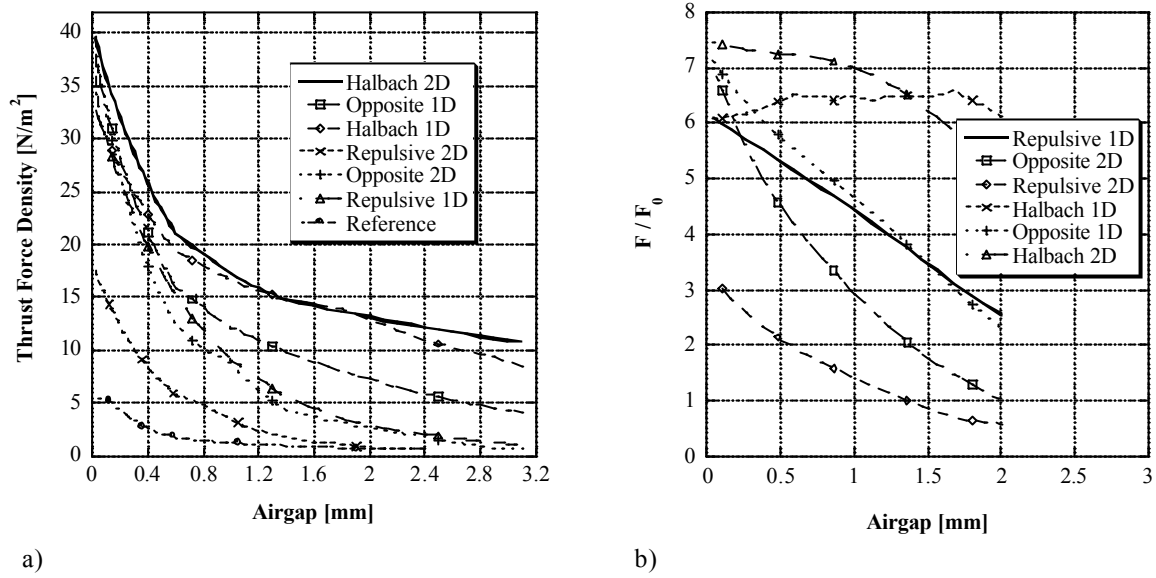 Thrust Force Density [N/m²]
40
35
30
25
20
15
10
5
0
Halbach 2D
Opposite 1D
Halbach 1D
Repulsive 2D
Opposite 2D
Repulsive 1D
Reference
0 0.4 0.8 1.2 1.6 2 2.4 2.8 3.2
Airgap [mm]
a)
F / F₀
8
7
6
5
4
3
2
1
0
Repulsive 1D
Opposite 2D
Repulsive 2D
Halbach 1D
Opposite 1D
Halbach 2D
0 0.5 1 1.5 2 2.5 3
Airgap [mm]
b)